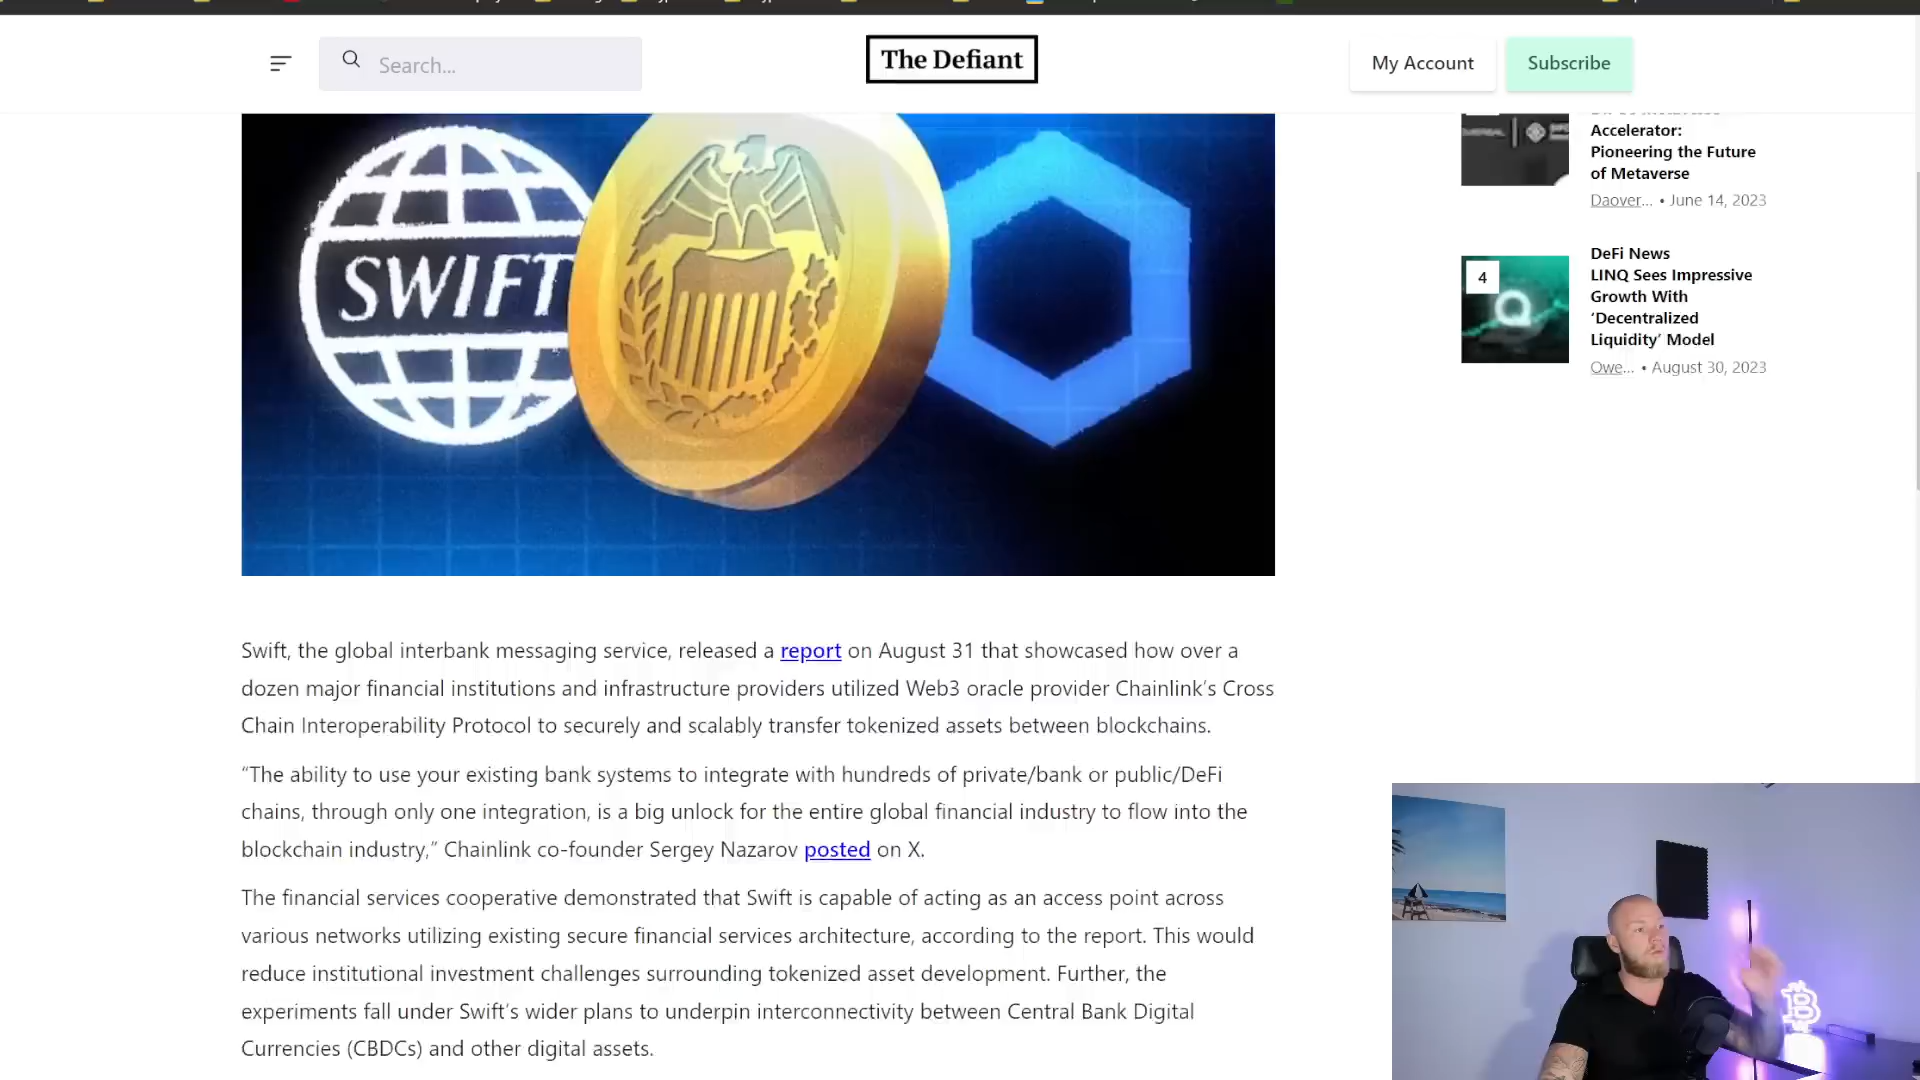 Search...
The Defiant
My Account
Subscribe
SWIFT
Accelerator:
Pioneering the Future
of Metaverse
Daover... • June 14, 2023
4
DeFi News
LINQ Sees Impressive
Growth With
‘Decentralized
Liquidity’ Model
Owe... • August 30, 2023
Swift, the global interbank messaging service, released a report on August 31 that showcased how over a
dozen major financial institutions and infrastructure providers utilized Web3 oracle provider Chainlink’s Cross
Chain Interoperability Protocol to securely and scalably transfer tokenized assets between blockchains.
“The ability to use your existing bank systems to integrate with hundreds of private/bank or public/DeFi
chains, through only one integration, is a big unlock for the entire global financial industry to flow into the
blockchain industry,” Chainlink co-founder Sergey Nazarov posted on X.
The financial services cooperative demonstrated that Swift is capable of acting as an access point across
various networks utilizing existing secure financial services architecture, according to the report. This would
reduce institutional investment challenges surrounding tokenized asset development. Further, the
experiments fall under Swift’s wider plans to underpin interconnectivity between Central Bank Digital
Currencies (CBDCs) and other digital assets.